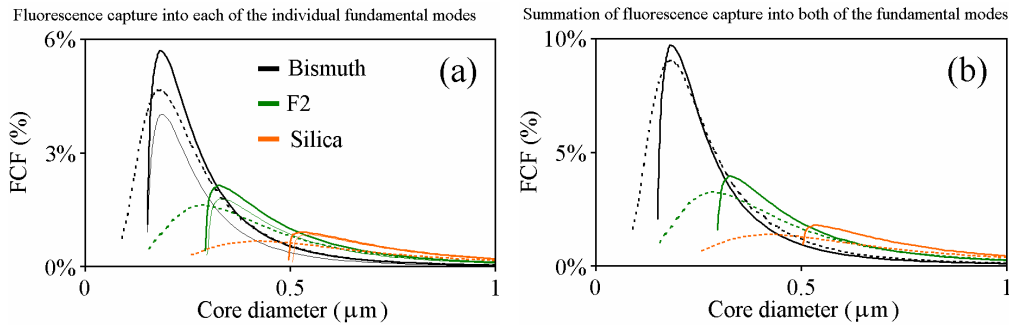 Fluorescence capture into each of the individual fundamental modes
6%
(a)
Bismuth
F2
Silica
FCF (%)
3%
0%
0
0.5
1
Core diameter (μm)
Summation of fluorescence capture into both of the fundamental modes
10%
(b)
FCF (%)
5%
0%
0
0.5
1
Core diameter (μm)